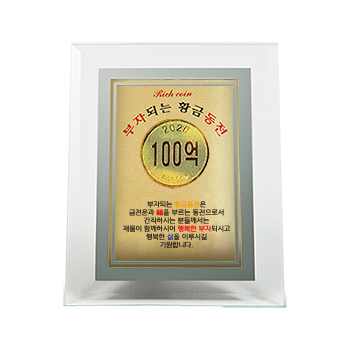 Rich coin
부자되는 황금동전
2020
100억
부자되는 황금동전은
금전운과 福을 부르는 동전으로서
간직하시는 분들께서는
재물이 함께하시어 행복한 부자되시고
행복한 삶을 이루시길
기원합니다.